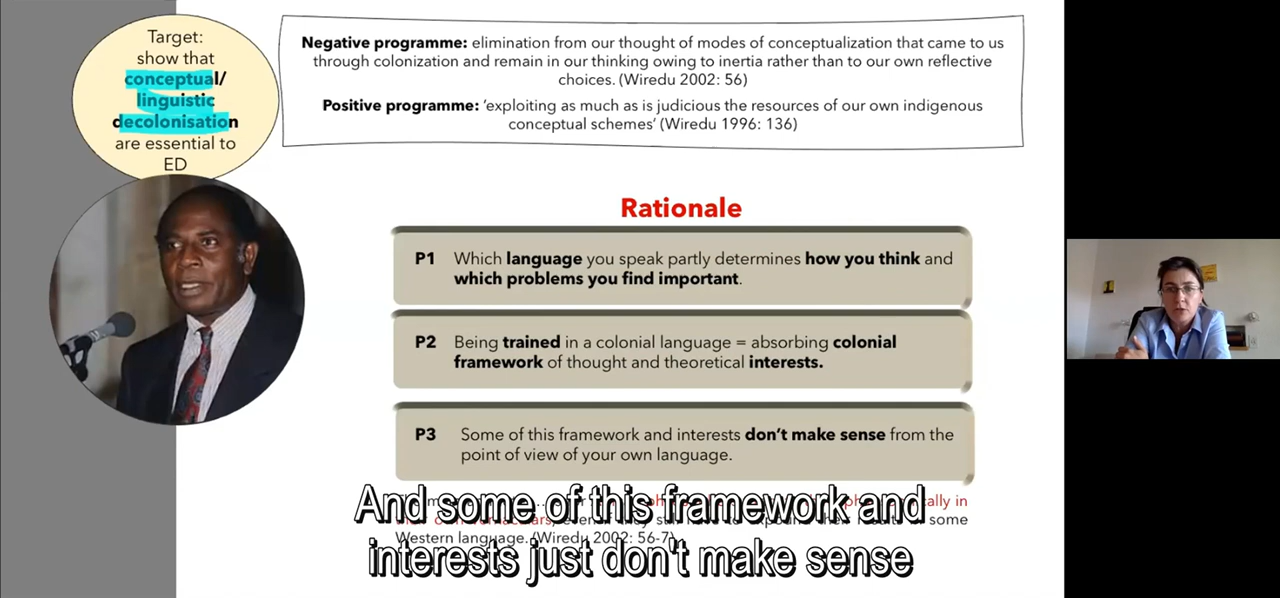 Target:
show that
conceptual/
linguistic
decolonisation
are essential to
ED
Negative programme: elimination from our thought of modes of conceptualization that came to us
through colonization and remain in our thinking owing to inertia rather than to our own reflective
choices. (Wiredu 2002: 56)
Positive programme: 'exploiting as much as is judicious the resources of our own indigenous
conceptual schemes' (Wiredu 1996: 136)
Rationale
P1 Which language you speak partly determines how you think and
which problems you find important.
P2 Being trained in a colonial language = absorbing colonial
framework of thought and theoretical interests.
P3 Some of this framework and interests don't make sense from the
point of view of your own language.
in
some
Western language. (Wiredu 2002: 56-7)
And some of this framework and
interests just don't make sense